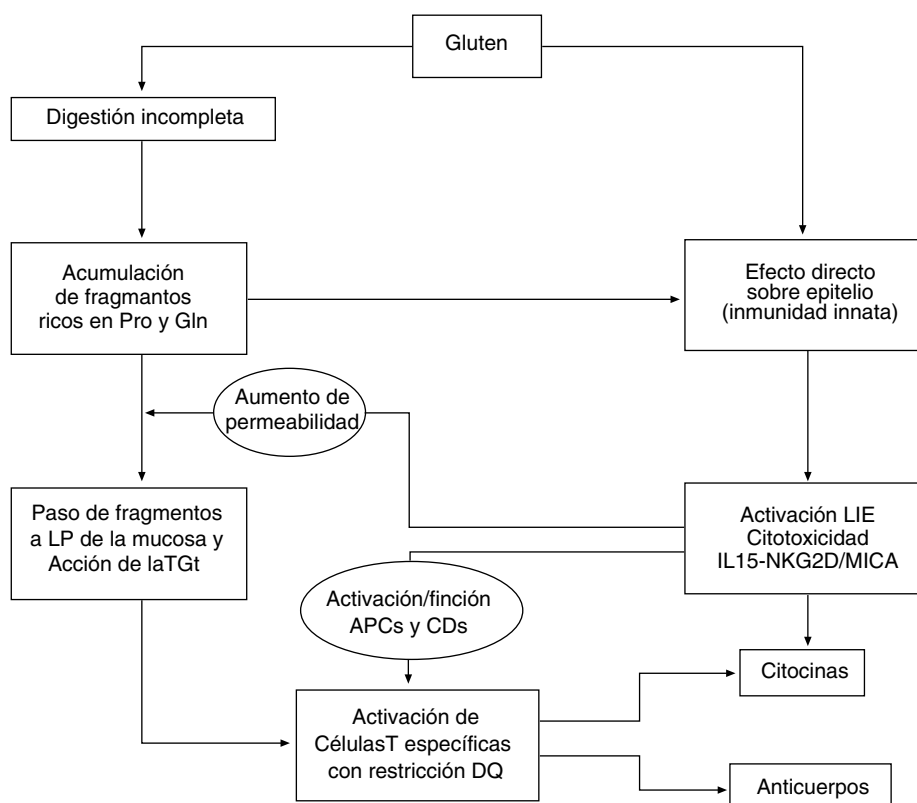 Gluten
Digestión incompleta
Acumulación
de fragmantos
ricos en Pro y Gln
Efecto directo
sobre epitelio
(inmunidad innata)
Aumento de
permeabilidad
Paso de fragmentos
a LP de la mucosa y
Acción de laTGt
Activación LIE
Citotoxicidad
IL15-NKG2D/MICA
Activación/finción
APCs y CDs
Citocinas
Activación de
CélulasT específicas
con restricción DQ
Anticuerpos